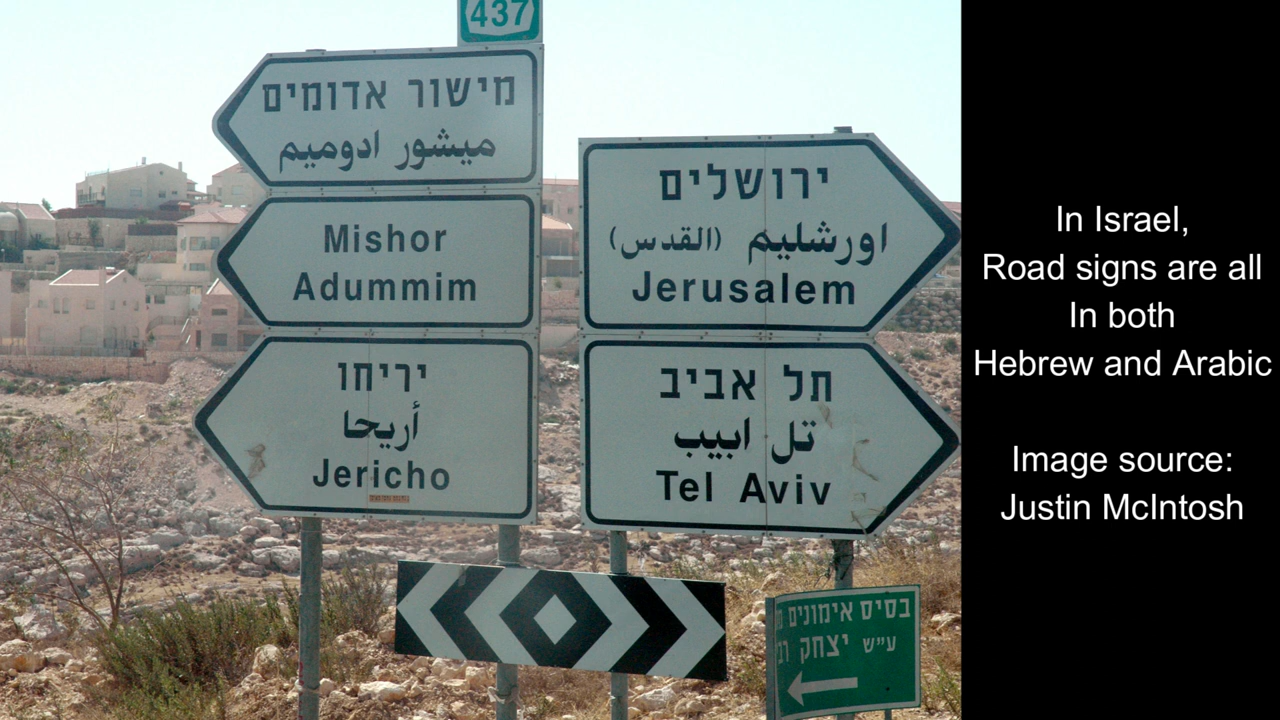 437
מישור אדומים
ميشور ادوميم
Mishor
Adummim
יריחו
أريحا
Jericho
ירושלים
اورشليم (القدس)
Jerusalem
תל אביב
تل ابيب
Tel Aviv
בסיס אימונים
ע״ש יצחק
In Israel,
Road signs are all
In both
Hebrew and Arabic
Image source:
Justin McIntosh